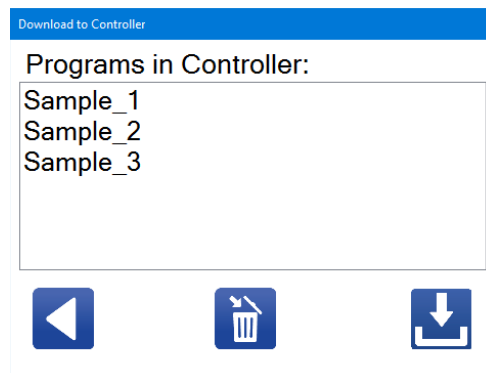 Download to Controller
Programs in Controller:
Sample_1
Sample_2
Sample_3